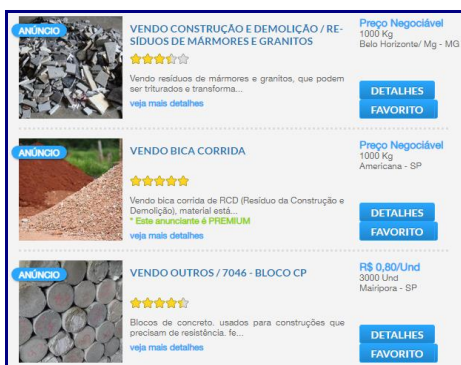 ANÚNCIO
VENDO CONSTRUÇÃO E DEMOLIÇÃO / RE-
SÍDUOS DE MÁRMORES E GRANITOS
Vendo resíduos de mármores e granitos, que podem
ser triturados e transforma...
veja mais detalhes
Preço Negociável
1000 Kg
Belo Horizonte/ Mg - MG
DETALHES
FAVORITO
ANÚNCIO
VENDO BICA CORRIDA
Vendo bica corrida de RCD (Resíduo da Construção e
Demolição), material está...
* Este anunciante é PREMIUM
veja mais detalhes
Preço Negociável
1000 Kg
Americana - SP
DETALHES
FAVORITO
ANÚNCIO
VENDO OUTROS / 7046 - BLOCO CP
Blocos de concreto. usados para construções que
precisam de resistência. fe...
veja mais detalhes
R$ 0,80/Und
3000 Und
Mairipora - SP
DETALHES
FAVORITO